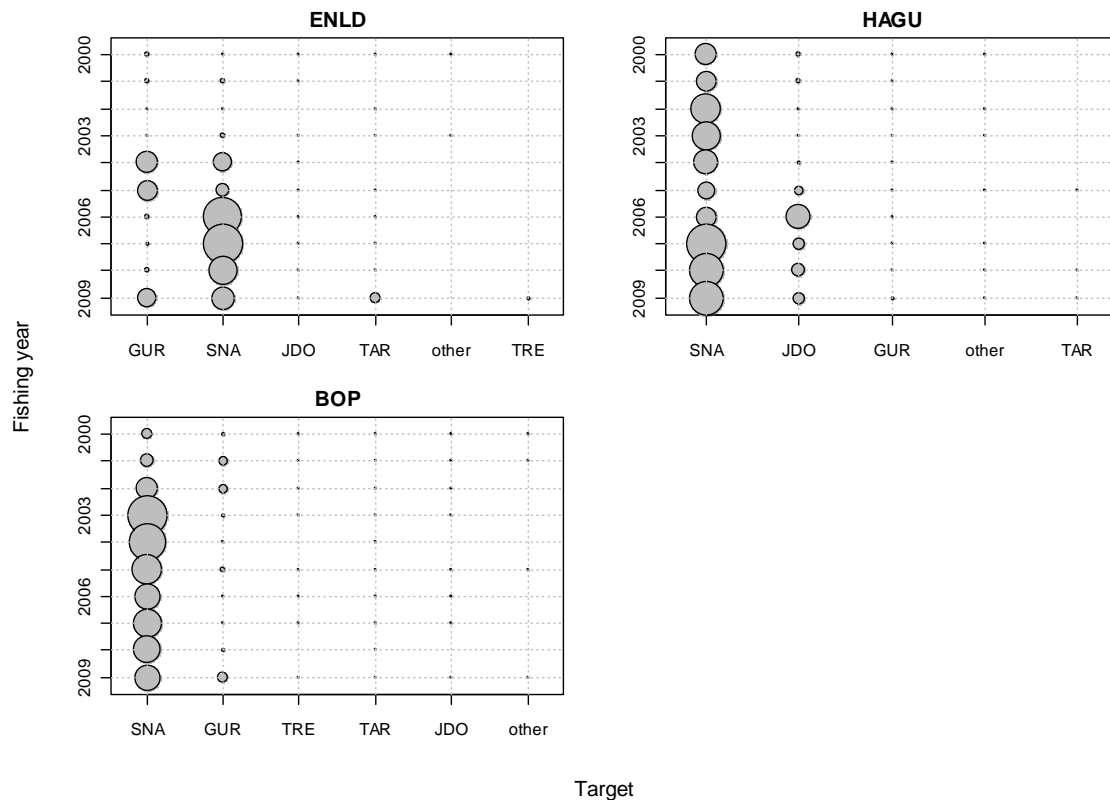 ENLD
2000
2003
2006
2009
GUR SNA JDO TAR other TRE
HAGU
2000
2003
2006
2009
SNA JDO GUR other TAR
BOP
2000
2003
2006
2009
SNA GUR TRE TAR JDO other
Fishing year
Target